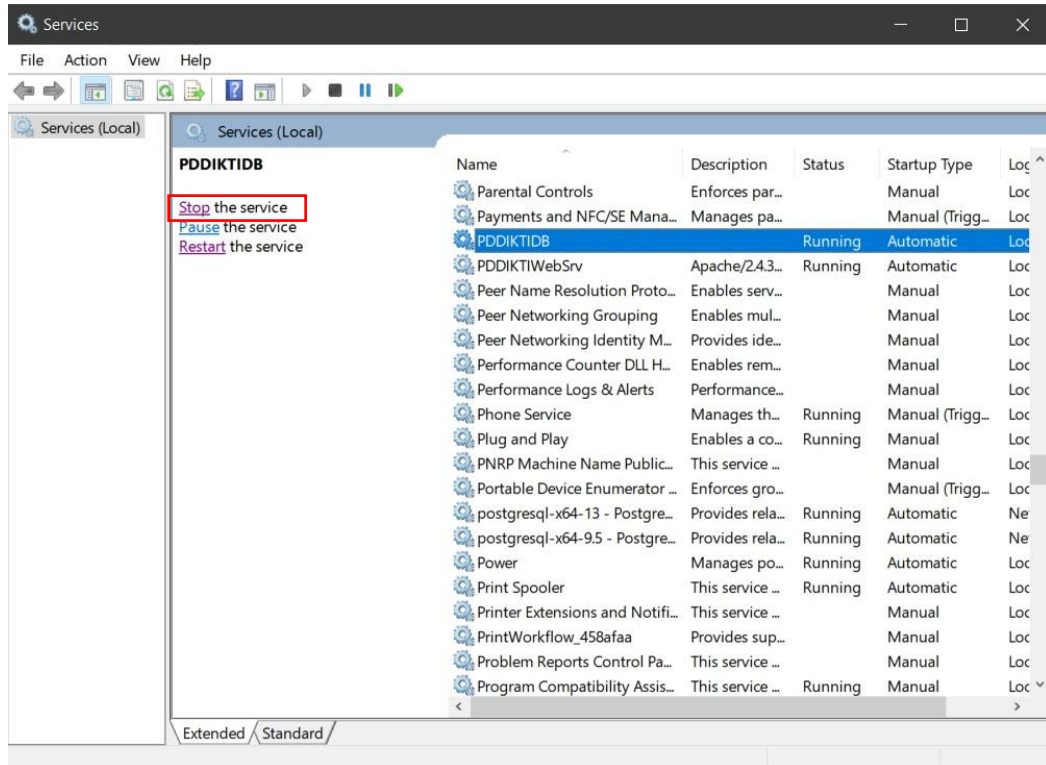 Services
File Action View Help
Services (Local)
Services (Local)
PDDIKTIDB
Stop the service
Pause the service
Restart the service
Name Description Status Startup Type Log
Parental Controls Enforces par... Manual Loc
Payments and NFC/SE Mana... Manages pa... Manual (Trigg... Loc
PDDIKTIDB Running Automatic Loc
PDDIKTIWebSrv Apache/2.4.3... Running Automatic Loc
Peer Name Resolution Proto... Enables serv... Manual Loc
Peer Networking Grouping Enables mul... Manual Loc
Peer Networking Identity M... Provides ide... Manual Loc
Performance Counter DLL H... Enables rem... Manual Loc
Performance Logs & Alerts Performance... Manual Loc
Phone Service Manages th... Running Manual (Trigg... Loc
Plug and Play Enables a co... Running Manual Loc
PNRP Machine Name Public... This service ... Manual Loc
Portable Device Enumerator ... Enforces gro... Manual (Trigg... Loc
postgresql-x64-13 - Postgre... Provides rela... Running Automatic Net
postgresql-x64-9.5 - Postgre... Provides rela... Running Automatic Net
Power Manages po... Running Automatic Loc
Print Spooler This service ... Running Automatic Loc
Printer Extensions and Notifi... This service ... Manual Loc
PrintWorkflow_458afaa Provides sup... Manual Loc
Problem Reports Control Pa... This service ... Manual Loc
Program Compatibility Assis... This service ... Running Manual Loc
Extended Standard